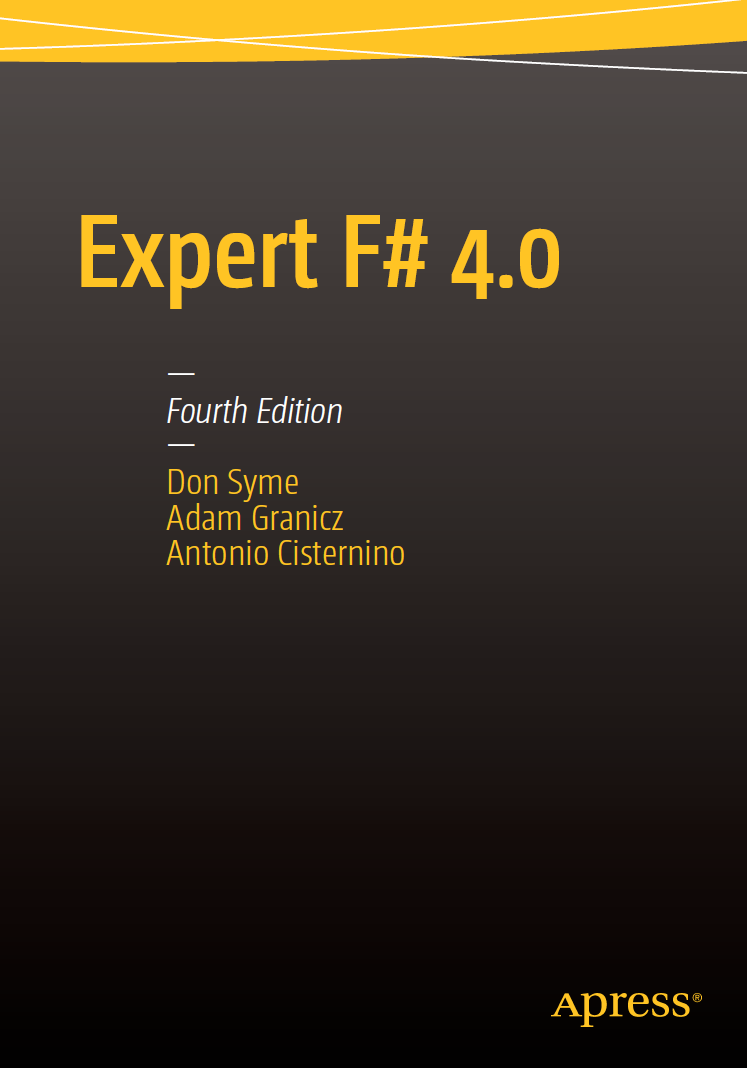 Expert F# 4.0
—
Fourth Edition
—
Don Syme
Adam Granicz
Antonio Cisternino
Apress®